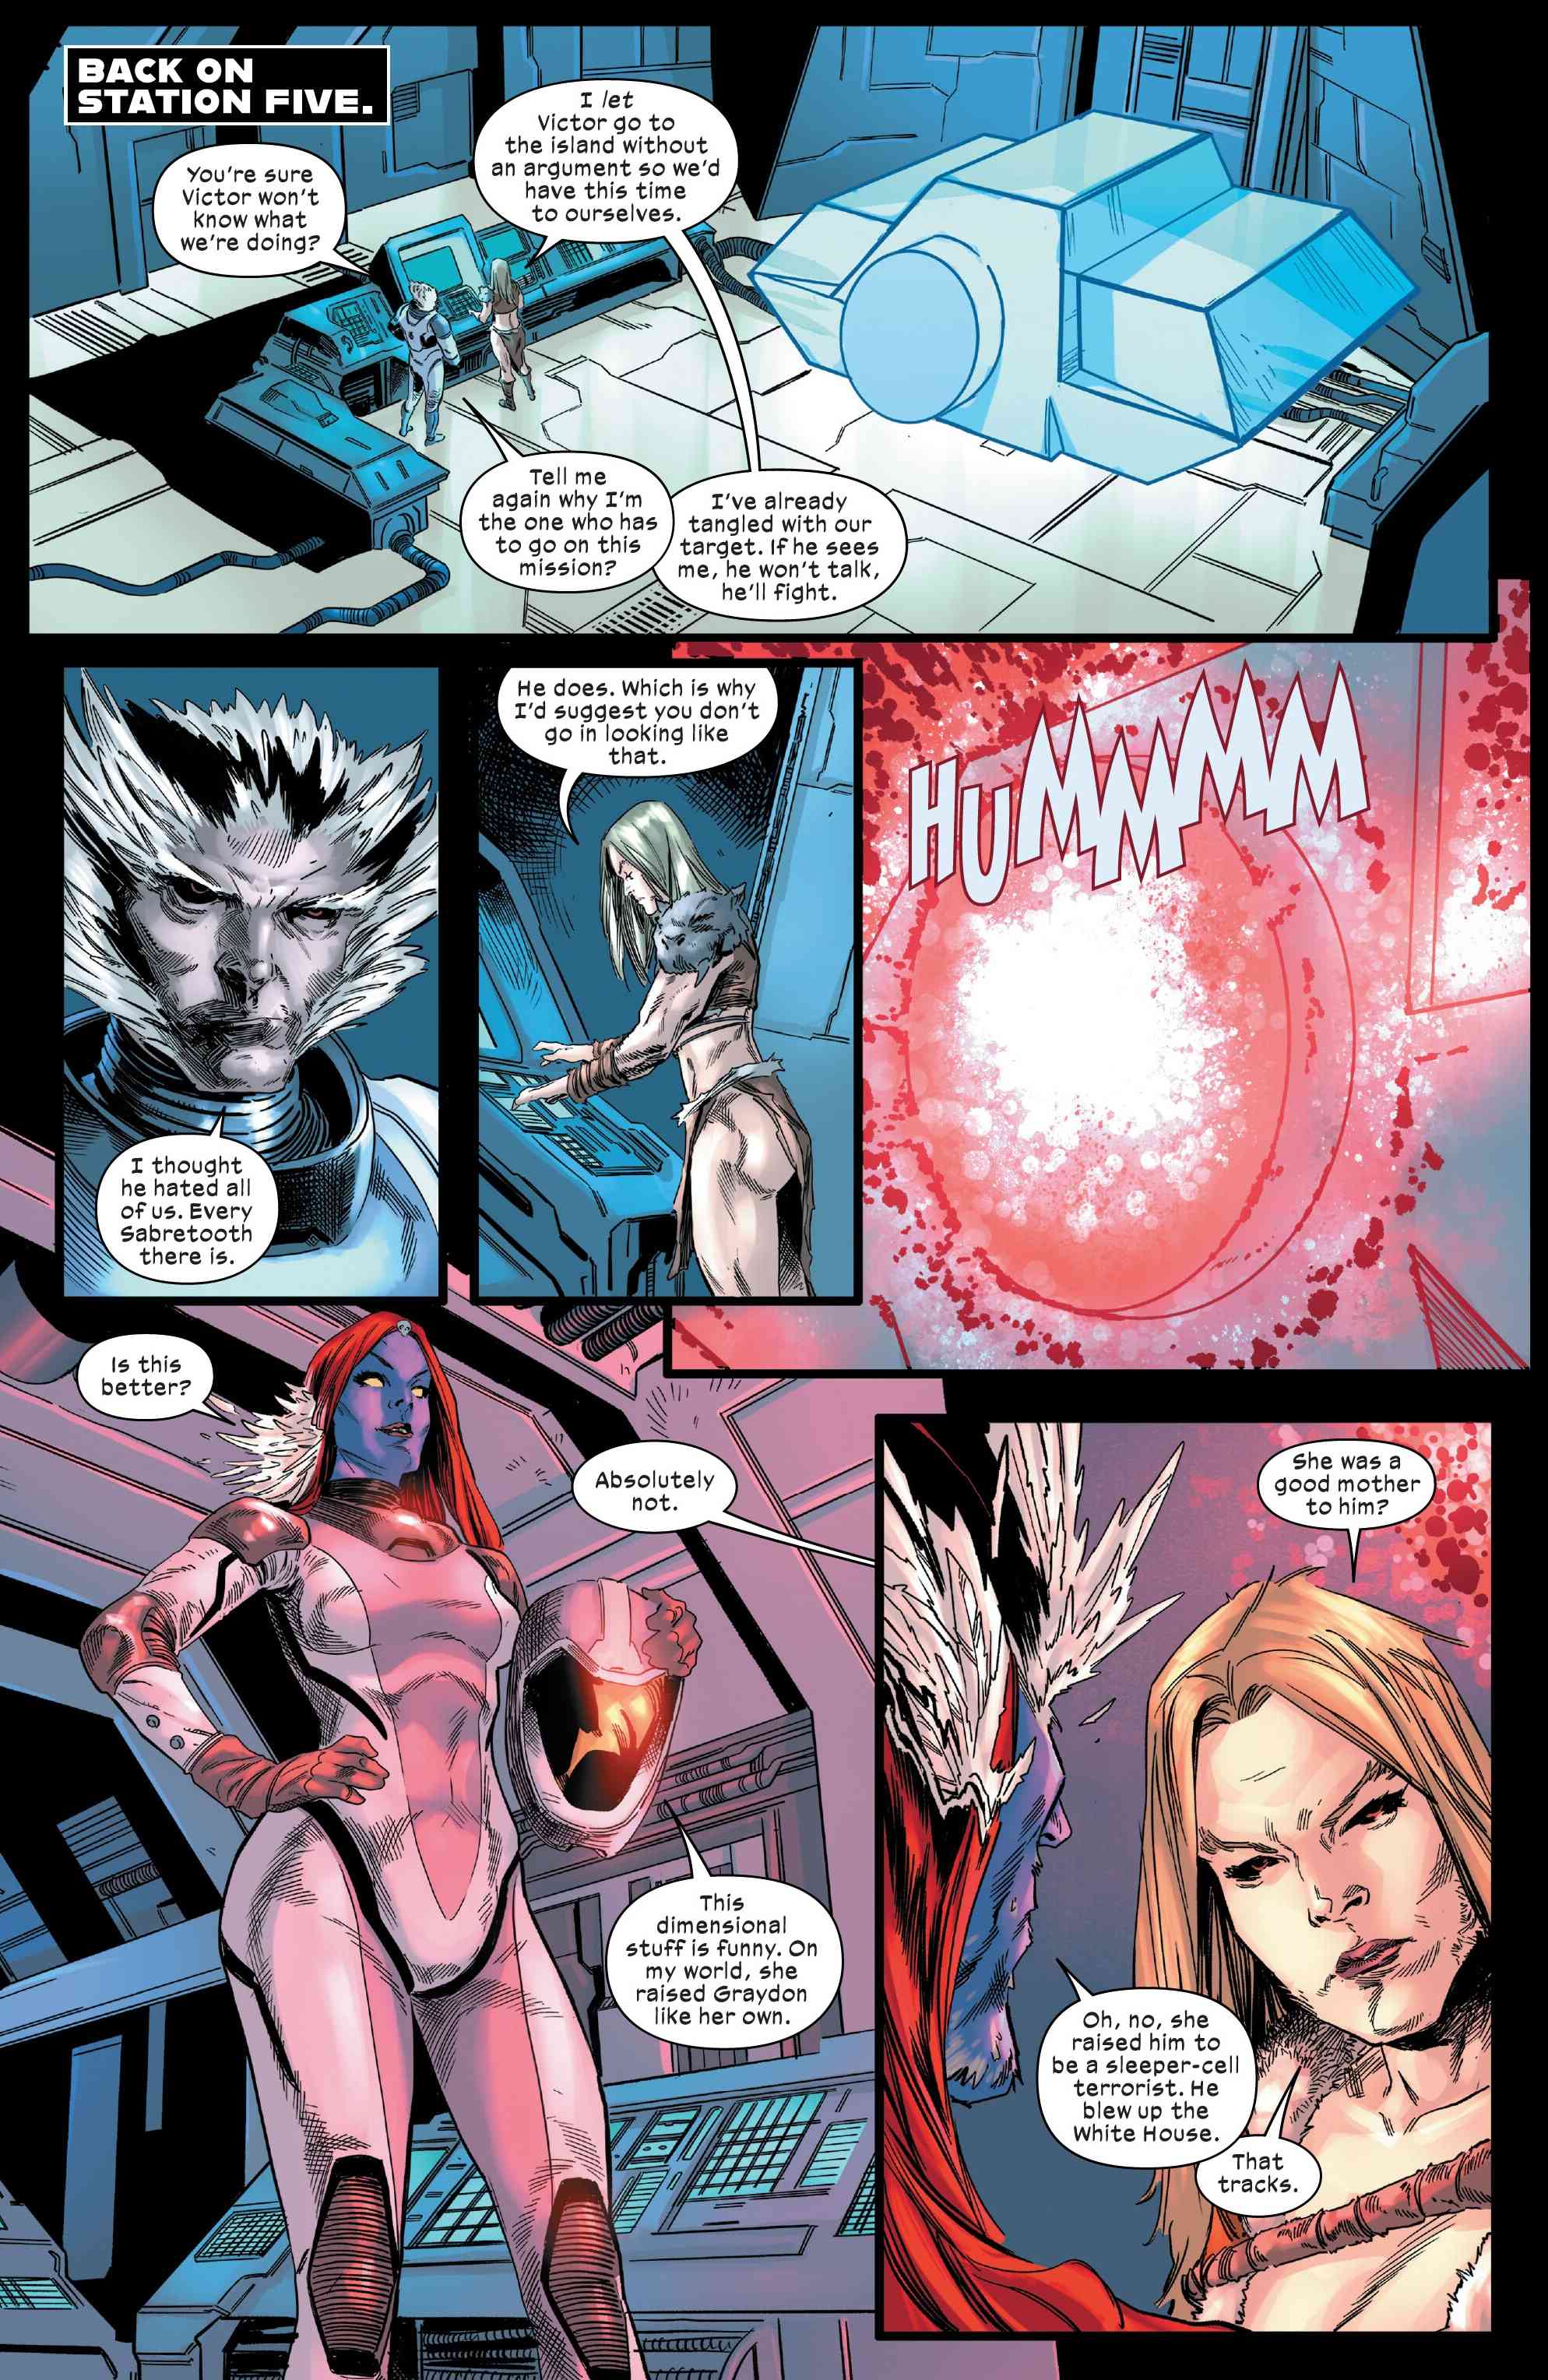 BACK ON
STATION FIVE.
You're sure
Victor won't
know what
we're doing?
I let
Victor go to
the island without
an argument so we'd
have this time
to ourselves.
Tell me
again why I'm
the one who has
to go on this
mission?
I've already
tangled with our
target. If he sees
me, he won't talk,
he'll fight.
I thought
he hated all
of us. Every
Sabretooth
there is.
He does. Which is why
I'd suggest you don't
go in looking like
that.
HUMMMMM
Is this
better?
Absolutely
not.
This
dimensional
stuff is funny. On
my world, she
raised Graydon
like her own.
She was a
good mother
to him?
Oh, no, she
raised him to
be a sleeper-cell
terrorist. He
blew up the
White House.
That
tracks.